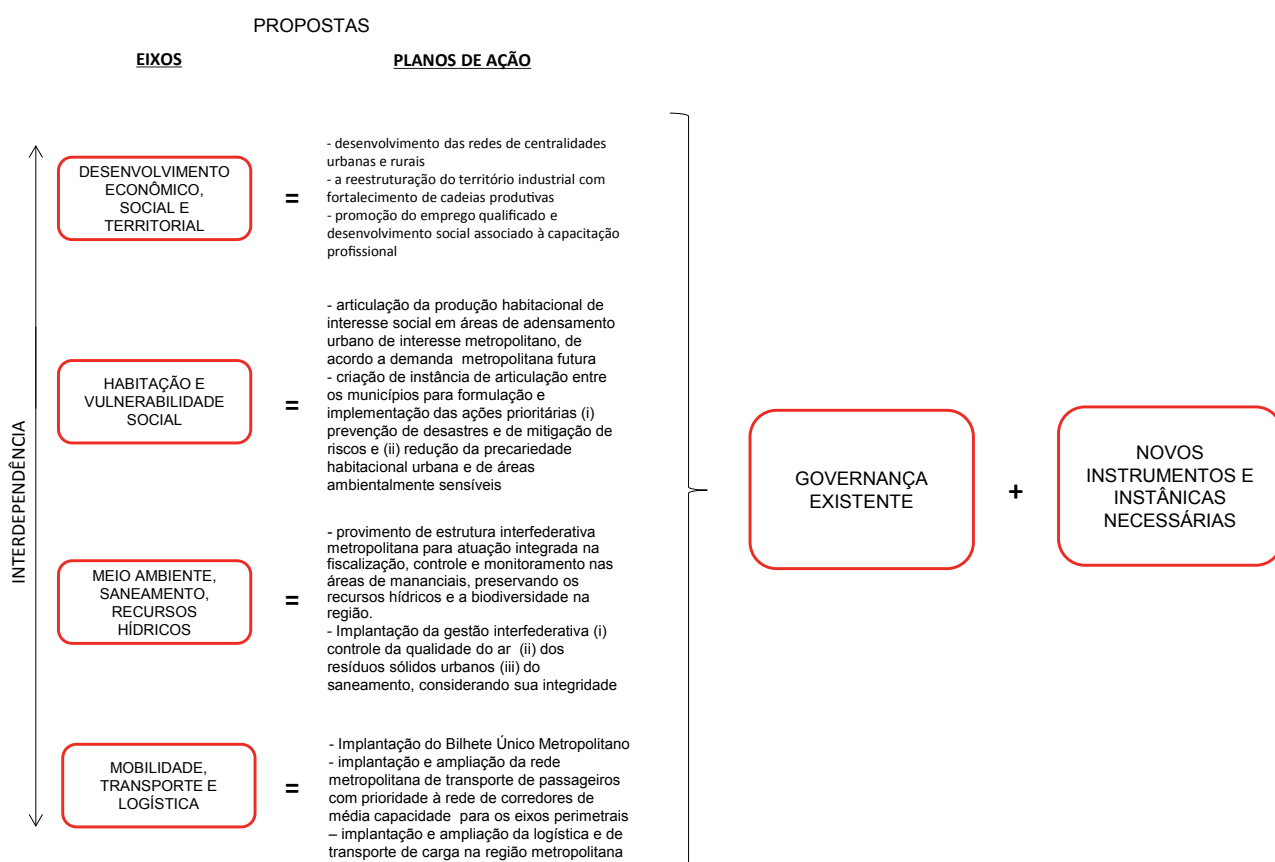 PROPOSTAS
EIXOS
PLANOS DE AÇÃO
INTERDEPENDÊNCIA
DESENVOLVIMENTO
ECONÔMICO,
SOCIAL E
TERRITORIAL
=
- desenvolvimento das redes de centralidades
urbanas e rurais
- a reestruturação do território industrial com
fortalecimento de cadeias produtivas
- promoção do emprego qualificado e
desenvolvimento social associado à capacitação
profissional
HABITAÇÃO E
VULNERABILIDADE
SOCIAL
=
- articulação da produção habitacional de
interesse social em áreas de adensamento
urbano de interesse metropolitano, de
acordo a demanda metropolitana futura
- criação de instância de articulação entre
os municípios para formulação e
implementação das ações prioritárias (i)
prevenção de desastres e de mitigação de
riscos e (ii) redução da precariedade
habitacional urbana e de áreas
ambientalmente sensíveis
MEIO AMBIENTE,
SANEAMENTO,
RECURSOS
HÍDRICOS
=
- provimento de estrutura interfederativa
metropolitana para atuação integrada na
fiscalização, controle e monitoramento nas
áreas de mananciais, preservando os
recursos hídricos e a biodiversidade na
região.
- Implantação da gestão interfederativa (i)
controle da qualidade do ar (ii) dos
resíduos sólidos urbanos (iii) do
saneamento, considerando sua integridade
MOBILIDADE,
TRANSPORTE E
LOGÍSTICA
=
- Implantação do Bilhete Único Metropolitano
- implantação e ampliação da rede
metropolitana de transporte de passageiros
com prioridade à rede de corredores de
média capacidade para os eixos perimetrais
– implantação e ampliação da logística e de
transporte de carga na região metropolitana
GOVERNANÇA
EXISTENTE
+
NOVOS
INSTRUMENTOS E
INSTÂNICAS
NECESSÁRIAS